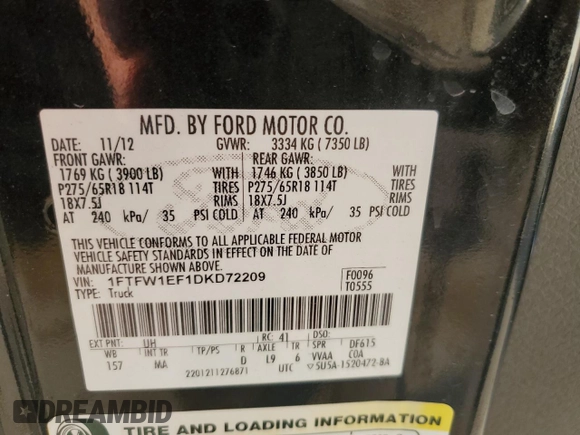 MFD. BY FORD MOTOR CO.
DATE: 11/12 GVWR: 3334 KG ( 7350 LB)
FRONT GAWR: REAR GAWR:
1769 KG ( 3900 LB) WITH 1746 KG ( 3850 LB) WITH
P275/65R18 114T TIRES P275/65R18 114T TIRES
18X7.5J RIMS 18X7.5J RIMS
AT 240 kPa/ 35 PSI COLD AT 240 kPa/ 35 PSI COLD
THIS VEHICLE CONFORMS TO ALL APPLICABLE FEDERAL MOTOR
VEHICLE SAFETY STANDARDS IN EFFECT ON THE DATE OF
MANUFACTURE SHOWN ABOVE.
VIN: 1FTFW1EF1DKD72209 F0096
TYPE: Truck T0555
EXT PNT: UH RC: 41 DSO:
WB INT TR TP/PS R AXLE TR SPR DF615
157 MA D L9 6 VVAA COA
2201211276871 UTC ▽5U5A-1520472-BA
TIRE AND LOADING INFORMATION
DREAMBID